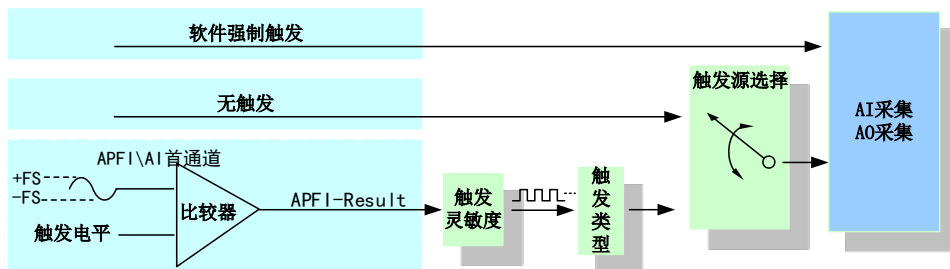 软件强制触发
无触发
触发源选择
AI采集
AO采集
APFI\AI首通道
+FS
-FS
触发电平
比较器
APFI-Result
触发
灵敏度
触
发
类
型